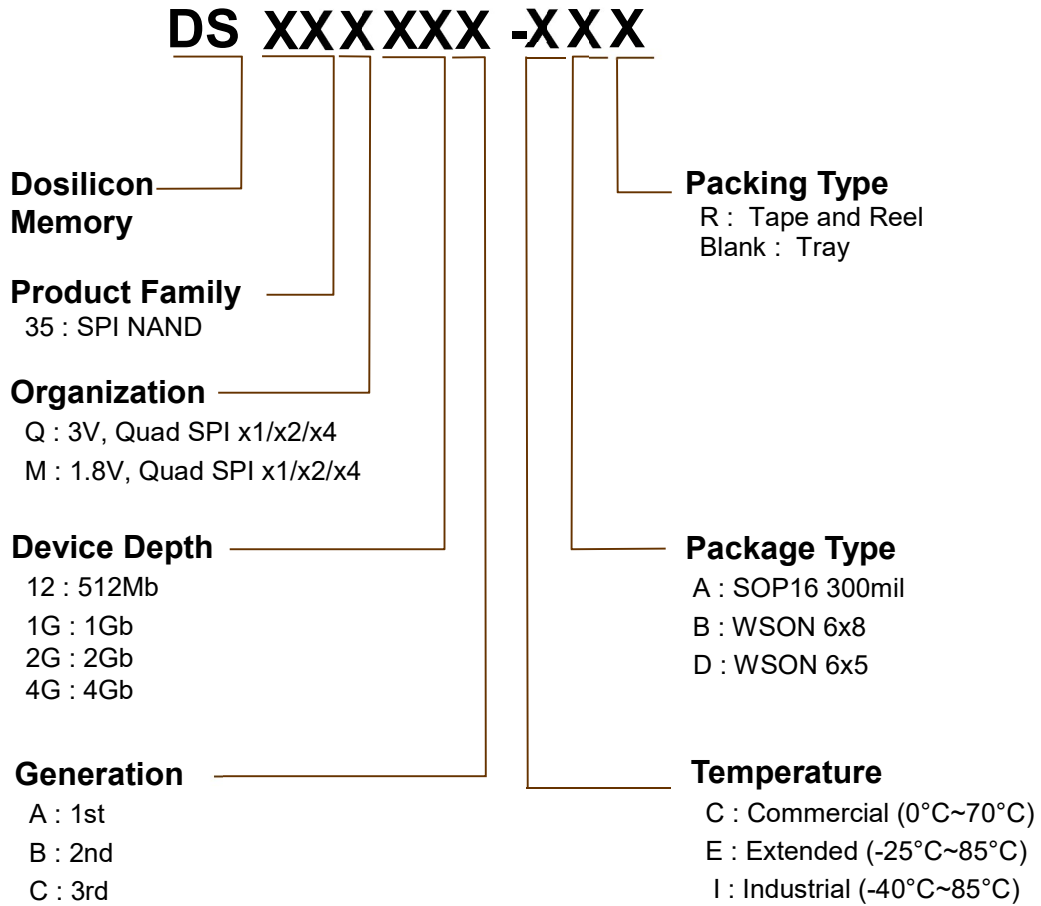 DS XXX XXX -X X X
Dosilicon
Memory
Product Family
35 : SPI NAND
Organization
Q : 3V, Quad SPI x1/x2/x4
M : 1.8V, Quad SPI x1/x2/x4
Device Depth
12 : 512Mb
1G : 1Gb
2G : 2Gb
4G : 4Gb
Generation
A : 1st
B : 2nd
C : 3rd
Packing Type
R : Tape and Reel
Blank : Tray
Package Type
A : SOP16 300mil
B : WSON 6x8
D : WSON 6x5
Temperature
C : Commercial (0°C~70°C)
E : Extended (-25°C~85°C)
I : Industrial (-40°C~85°C)